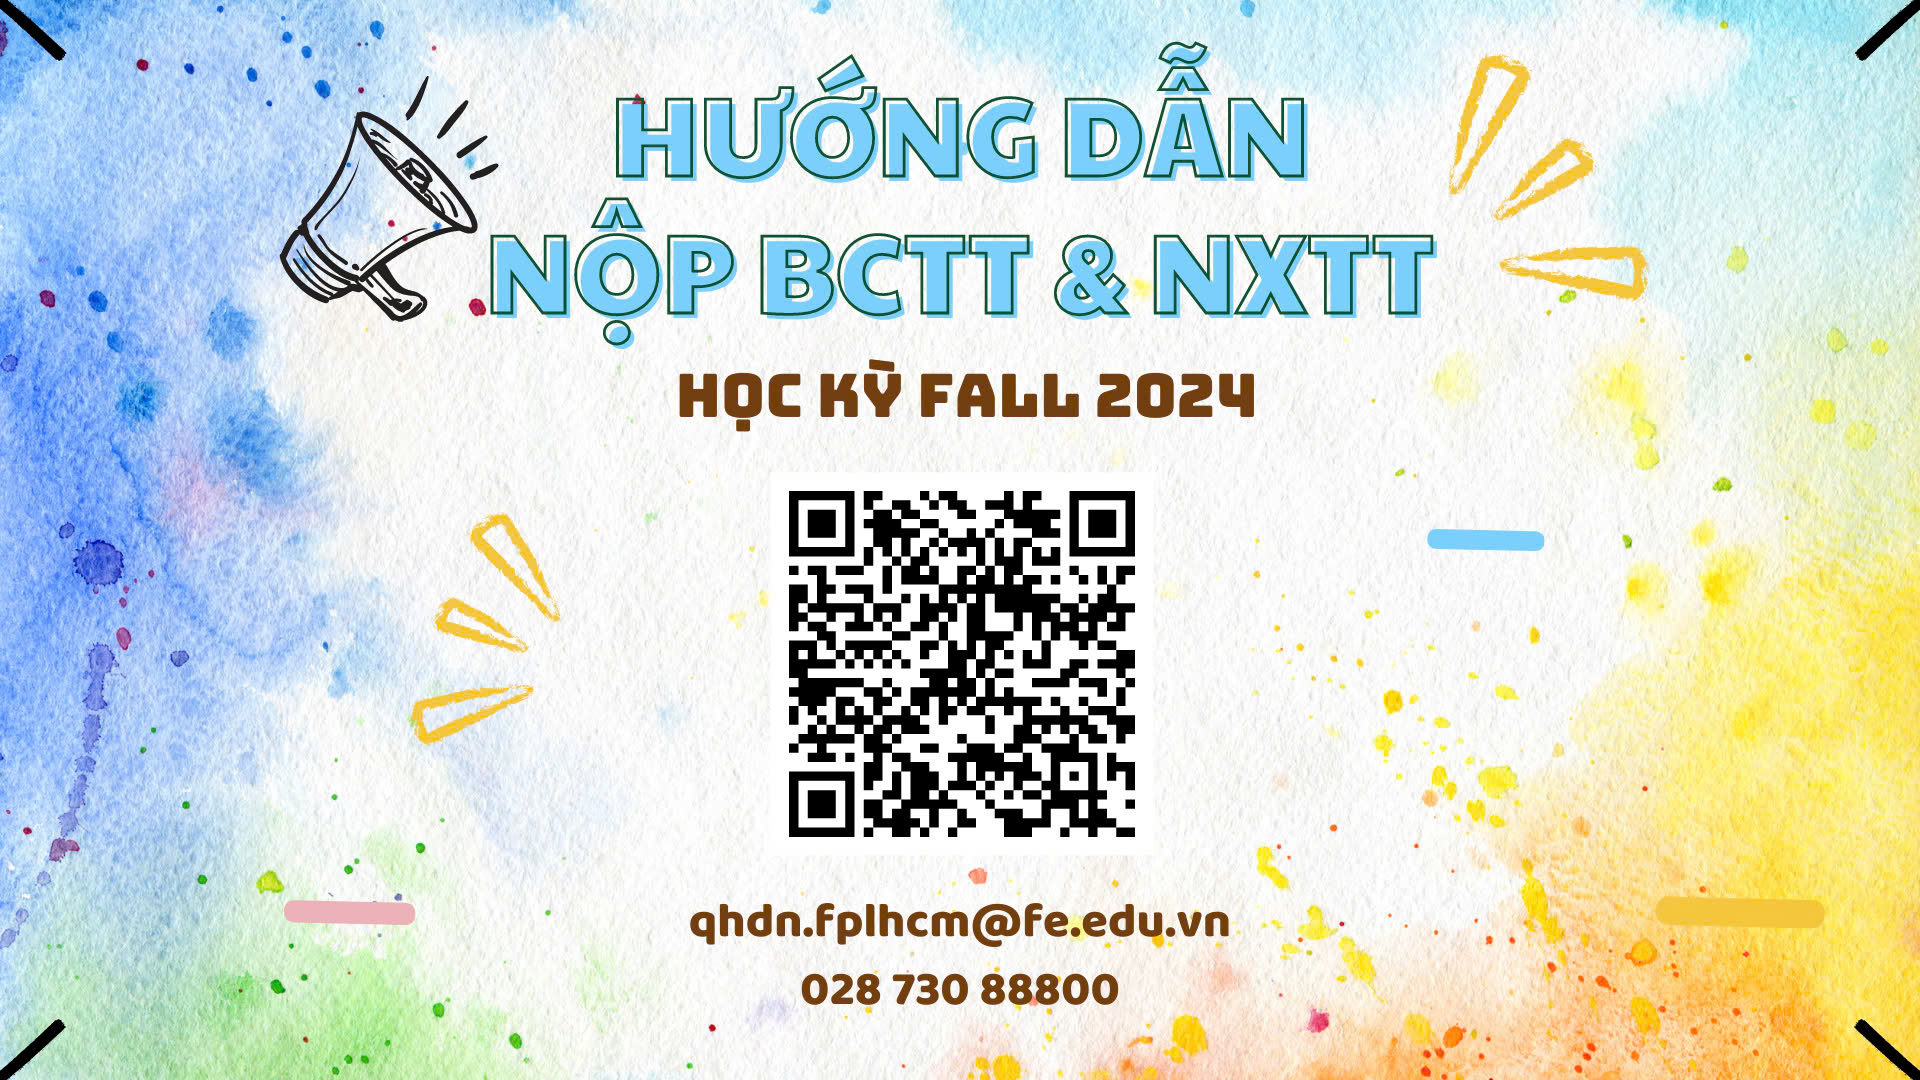 HƯỚNG DẪN
NỘP BCTT & NXTT
HỌC KỲ FALL 2024
qhdn.fplhcm@fe.edu.vn
028 730 88800